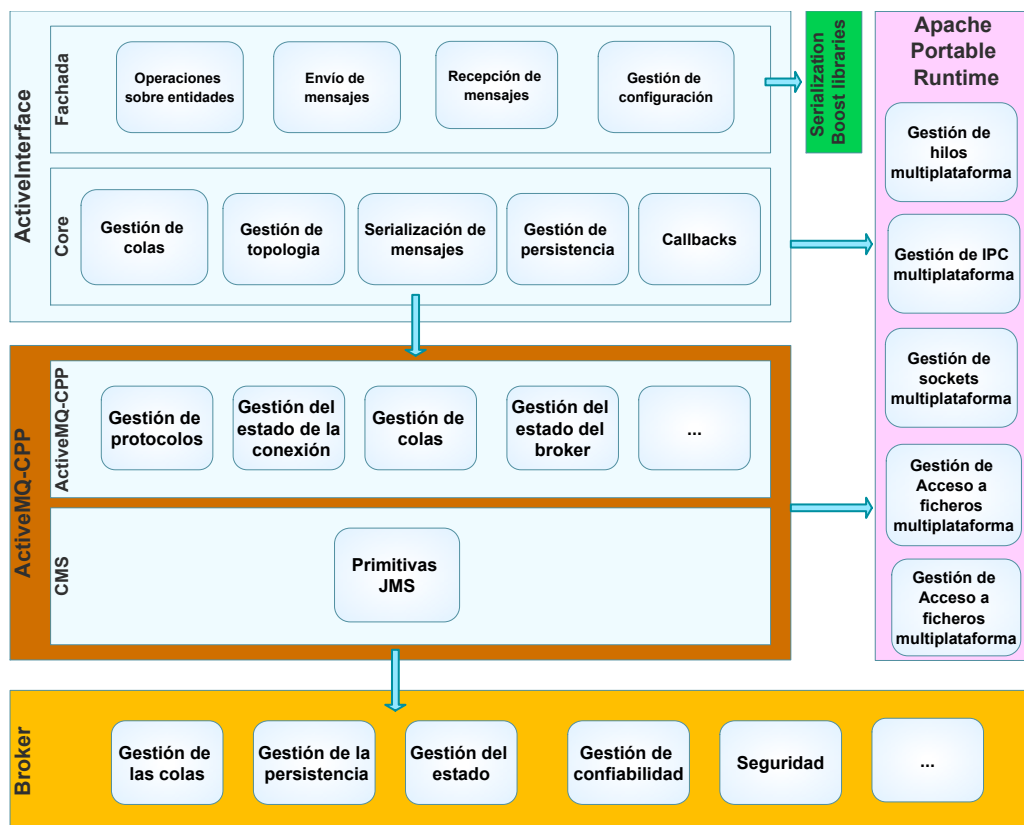 ActiveInterface
Fachada
Operaciones
sobre entidades
Envío de
mensajes
Recepción de
mensajes
Gestión de
configuración
Serialization
Boost libraries
Apache
Portable
Runtime
Gestión de
hilos
multiplataforma
Gestión de IPC
multiplataforma
Gestión de
sockets
multiplataforma
Gestión de
Acceso a
ficheros
multiplataforma
Gestión de
Acceso a
ficheros
multiplataforma
Core
Gestión de
colas
Gestión de
topologia
Serialización de
mensajes
Gestión de
persistencia
Callbacks
ActiveMQ-CPP
ActiveMQ-CPP
Gestión de
protocolos
Gestión del
estado de la
conexión
Gestión de
colas
Gestión del
estado del
broker
...
CMS
Primitivas
JMS
Broker
Gestión de
las colas
Gestión de la
persistencia
Gestión del
estado
Gestión de
confiabilidad
Seguridad
...